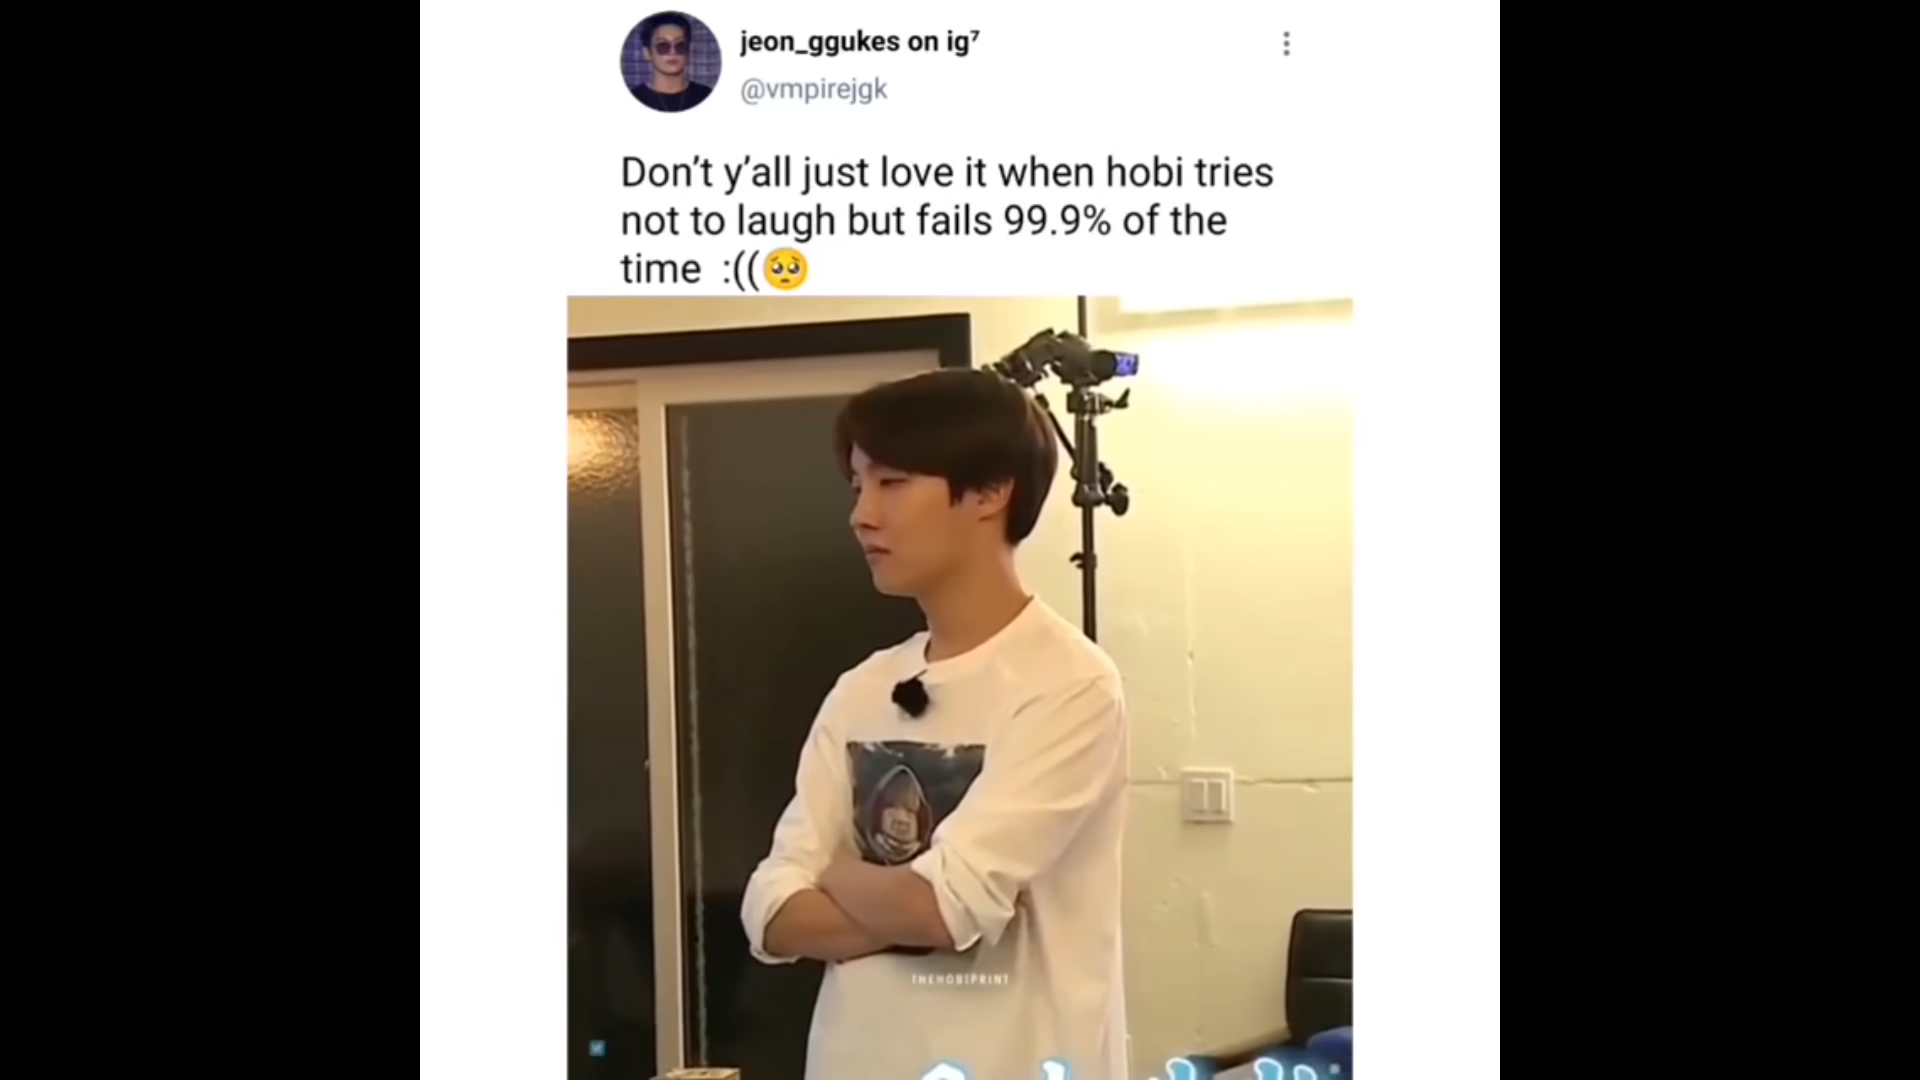 jeon_ggukes on ig⁷
@vmpirejgk
Don't y'all just love it when hobi tries
not to laugh but fails 99.9% of the
time :((🥺
THEHOBIPRINT